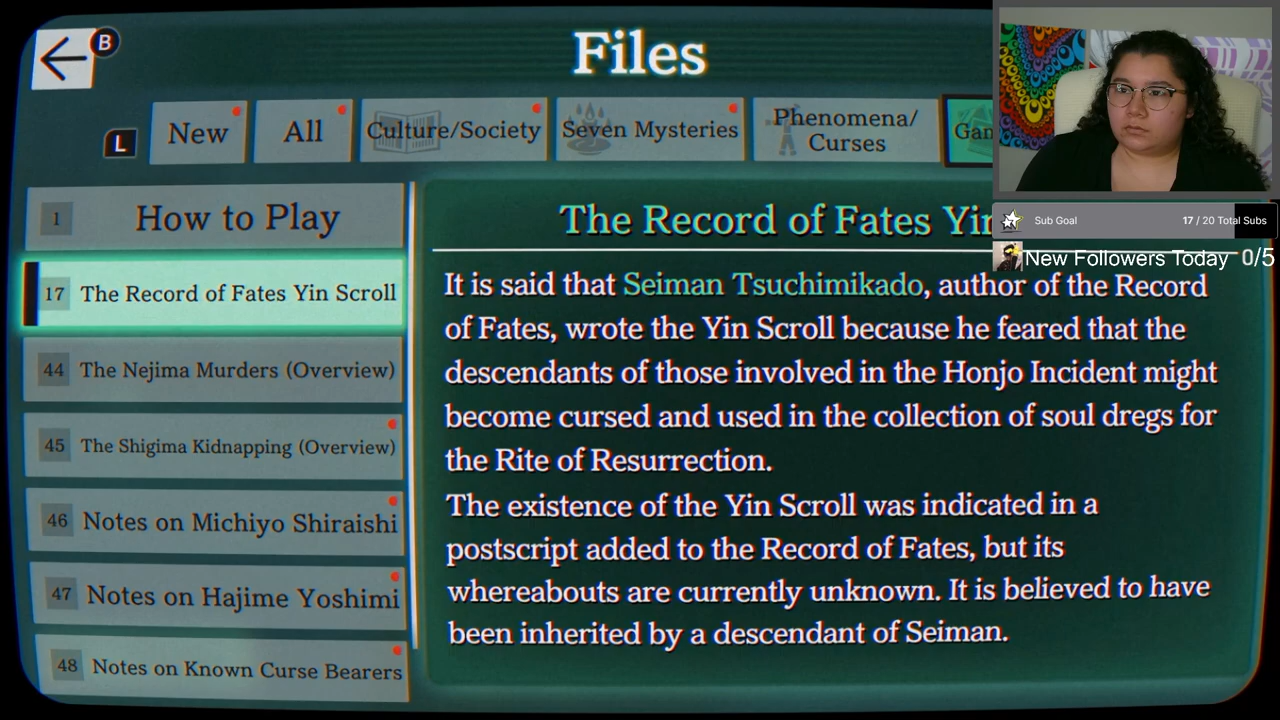 B
Files
L
New
All
Culture/Society
Seven Mysteries
Phenomena/
Curses
Sub Goal
17 / 20 Total Subs
New Followers Today 0/5
1 How to Play
17 The Record of Fates Yin Scroll
44 The Nejima Murders (Overview)
45 The Shigima Kidnapping (Overview)
46 Notes on Michiyo Shiraishi
47 Notes on Hajime Yoshimi
48 Notes on Known Curse Bearers
The Record of Fates
It is said that Seiman Tsuchimikado, author of the Record
of Fates, wrote the Yin Scroll because he feared that the
descendants of those involved in the Honjo Incident might
become cursed and used in the collection of soul dregs for
the Rite of Resurrection.
The existence of the Yin Scroll was indicated in a
postscript added to the Record of Fates, but its
whereabouts are currently unknown. It is believed to have
been inherited by a descendant of Seiman.